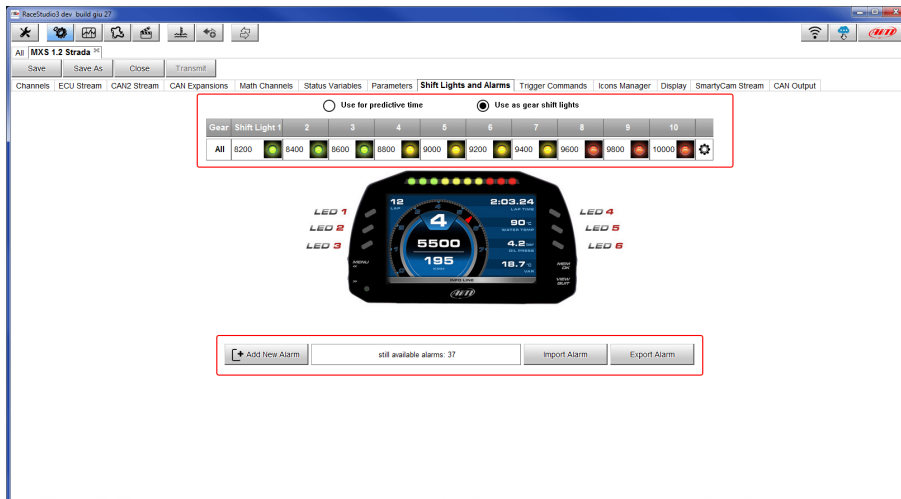 RaceStudio3 dev build giu 27
AiM
All MXS 1.2 Strada
Save Save As Close Transmit
Channels ECU Stream CAN2 Stream CAN Expansions Math Channels Status Variables Parameters Shift Lights and Alarms Trigger Commands Icons Manager Display SmartyCam Stream CAN Output
Use for predictive time Use as gear shift lights
Gear Shift Light 1 2 3 4 5 6 7 8 9 10
All 8200 8400 8600 8800 9000 9200 9400 9600 9800 10000
LED 1
LED 2
LED 3
LED 4
LED 5
LED 6
12
LAP
2:03.24
LAP TIME
4
90 °C
WATER TEMP
5500
4.2 bar
OIL PRESS
195
18.7 °C
MENU
<<
>>
MEM
OK
VIEW
QUIT
INFO LINE
AiM
Add New Alarm still available alarms: 37 Import Alarm Export Alarm